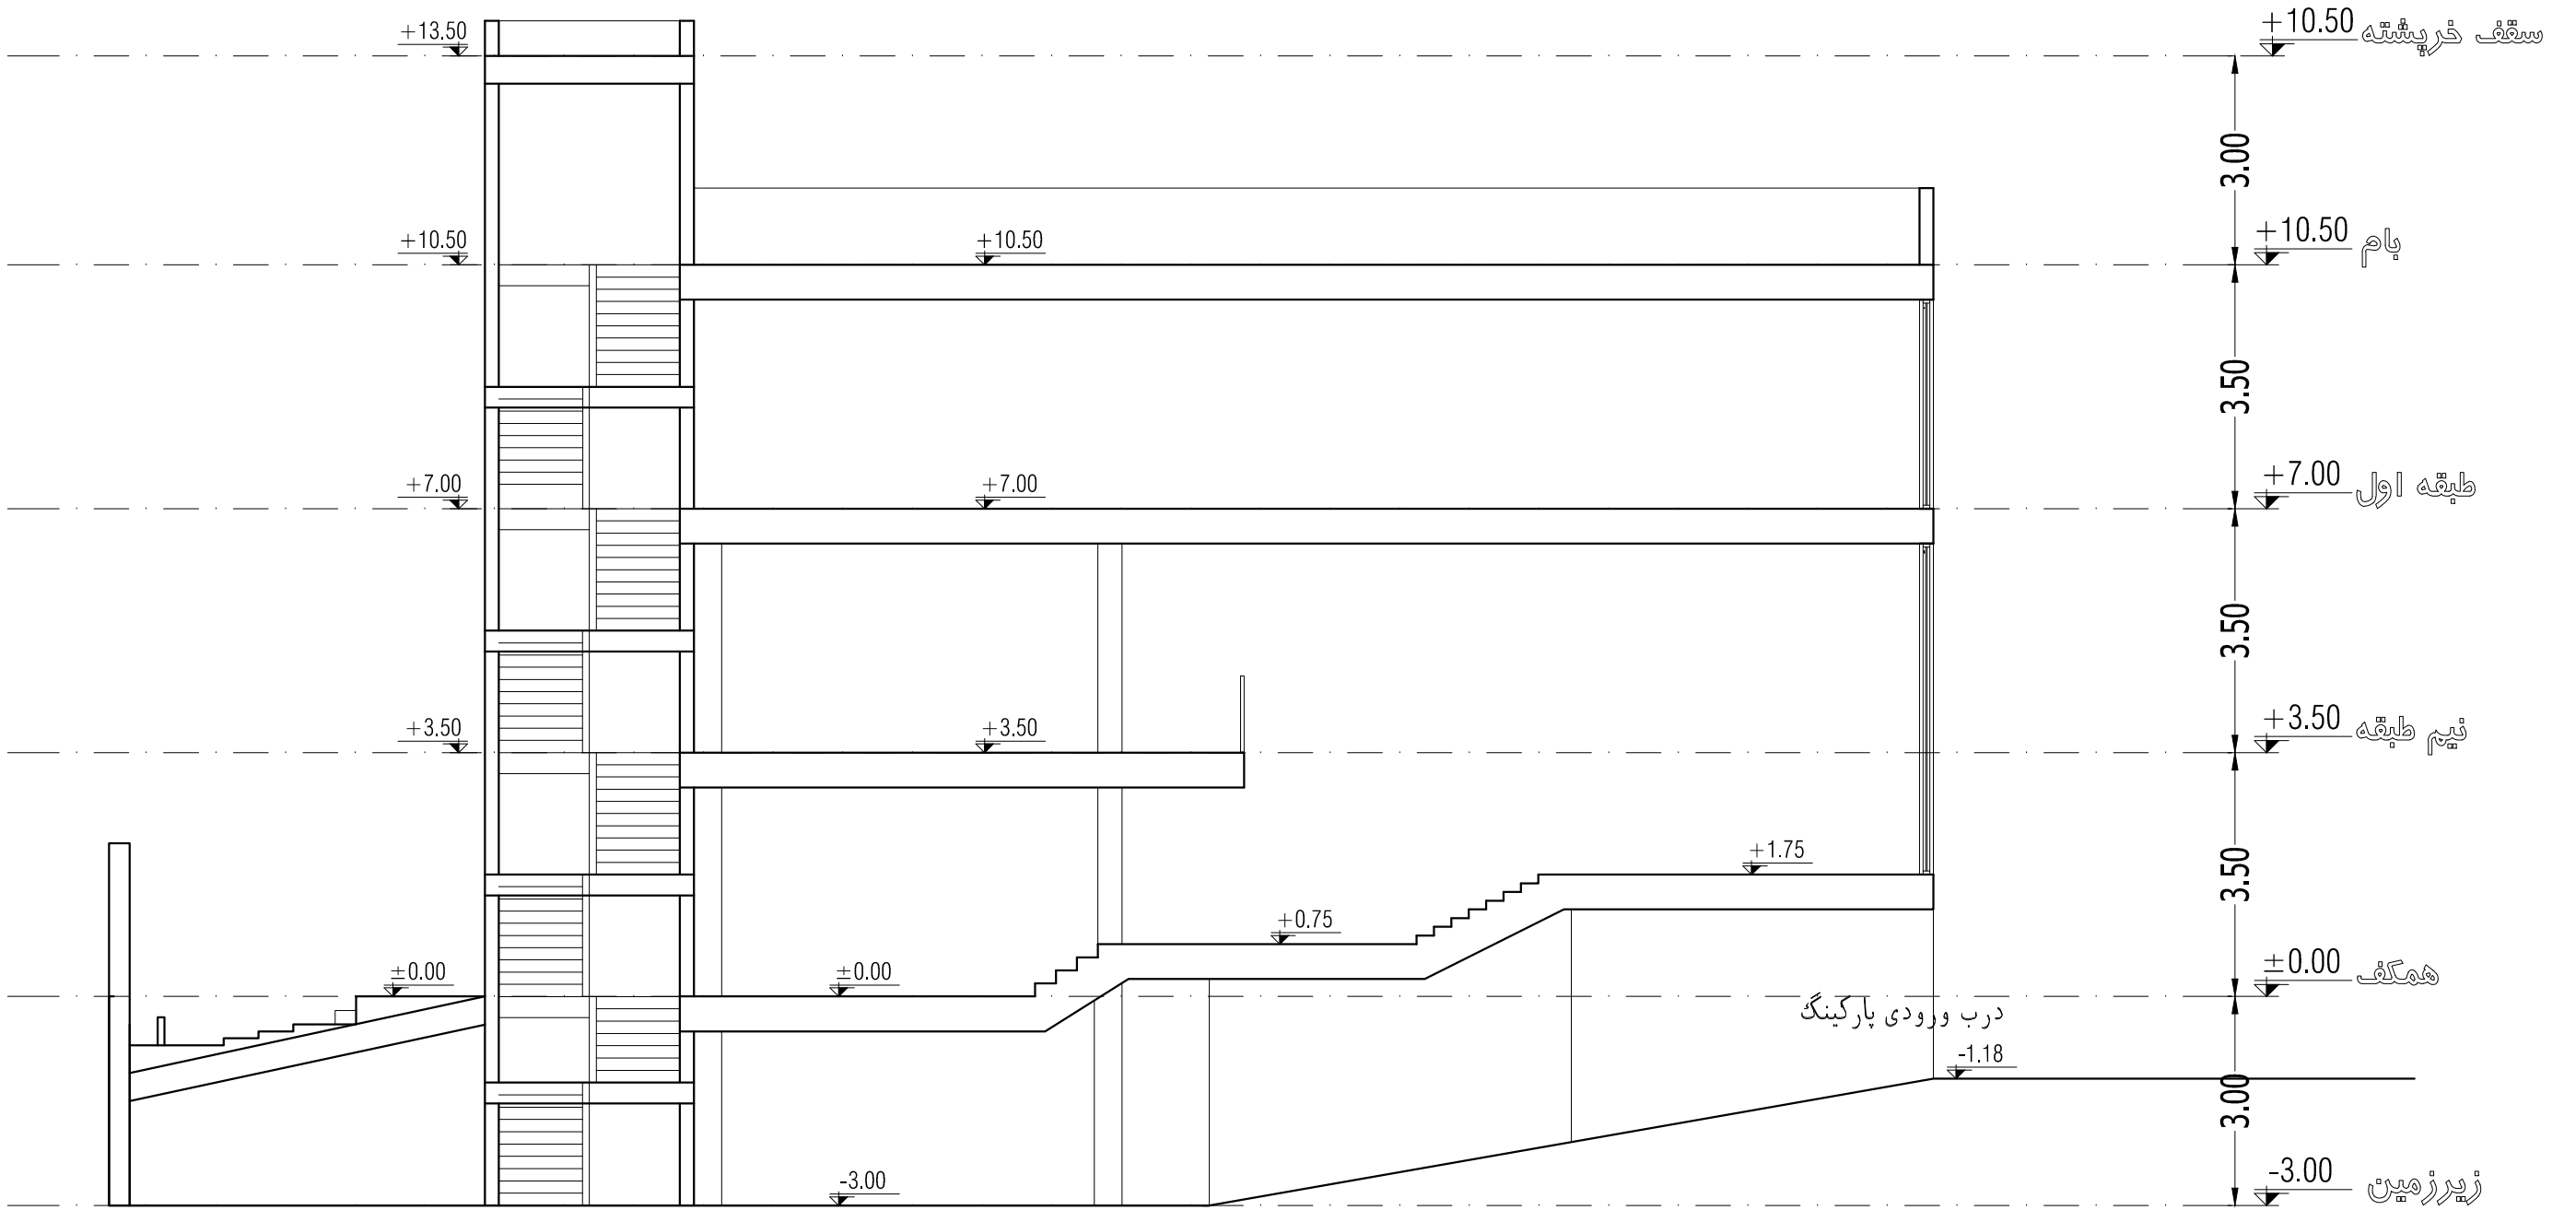 +13.50
+10.50 سقف خرپشته
3.00
+10.50
+10.50
+10.50 بام
3.50
+7.00
+7.00
+7.00 طبقه اول
3.50
+3.50
+3.50
+3.50 نیم طبقه
3.50
+1.75
+0.75
±0.00
±0.00
±0.00 همکف
درب ورودی پارکینگ
-1.18
3.00
-3.00
-3.00 زیرزمین